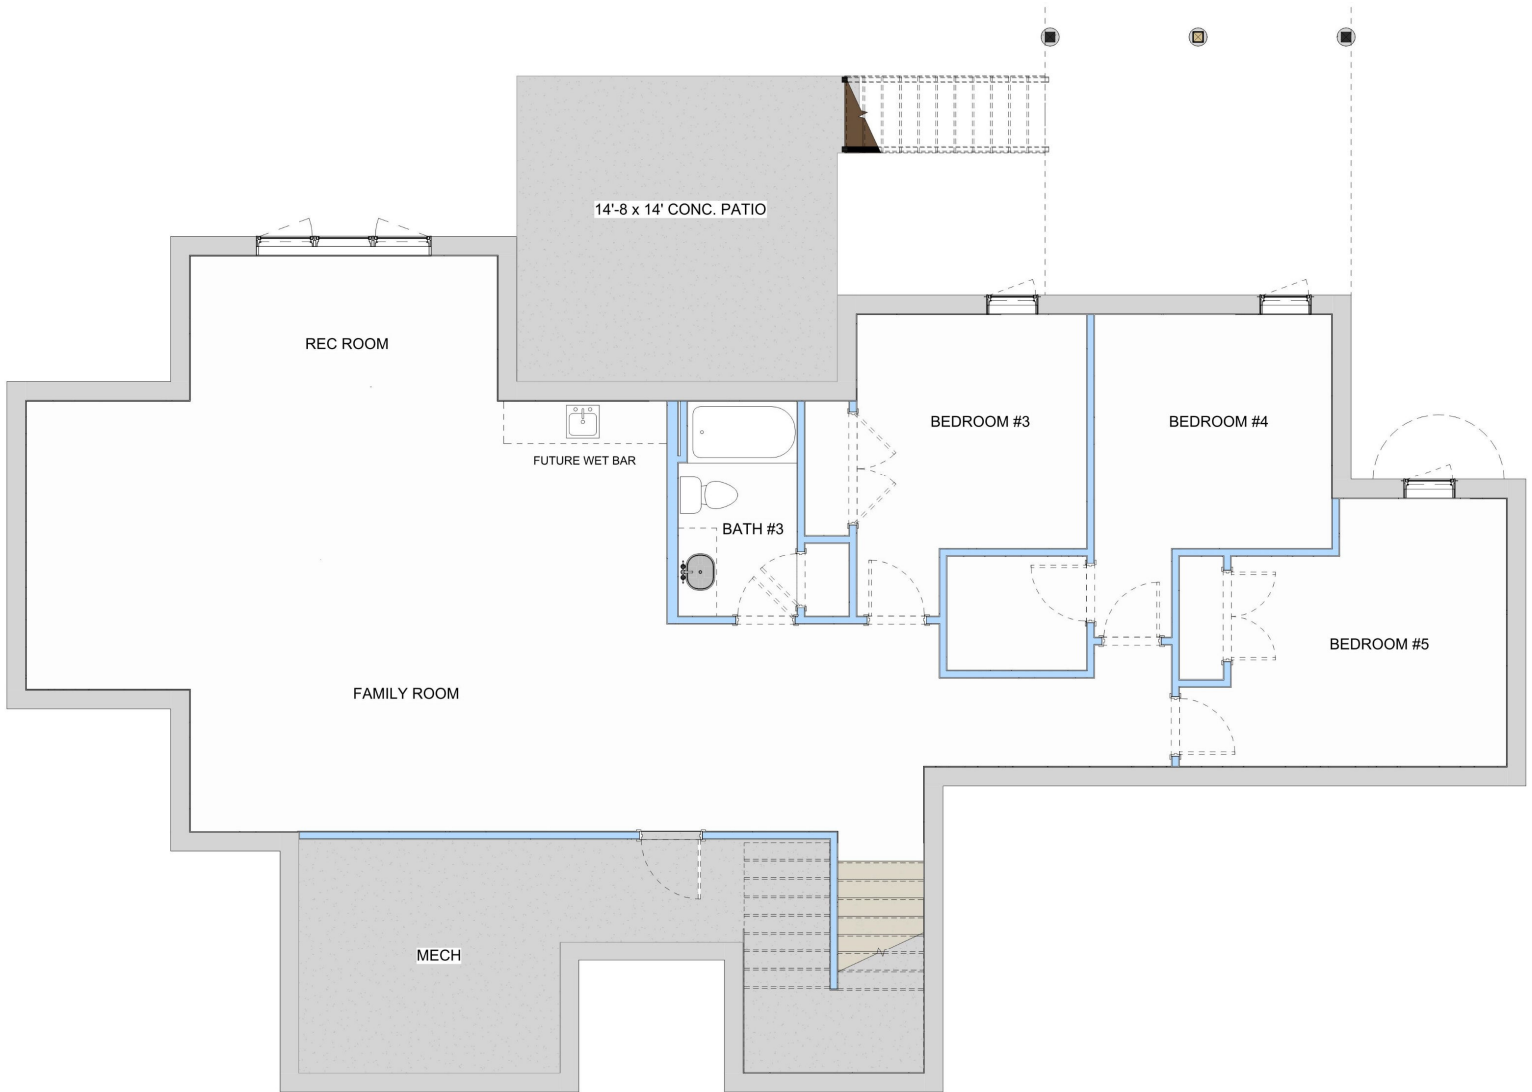 14'-8 x 14' CONC. PATIO
REC ROOM
BEDROOM #3
BEDROOM #4
FUTURE WET BAR
BATH #3
BEDROOM #5
FAMILY ROOM
MECH